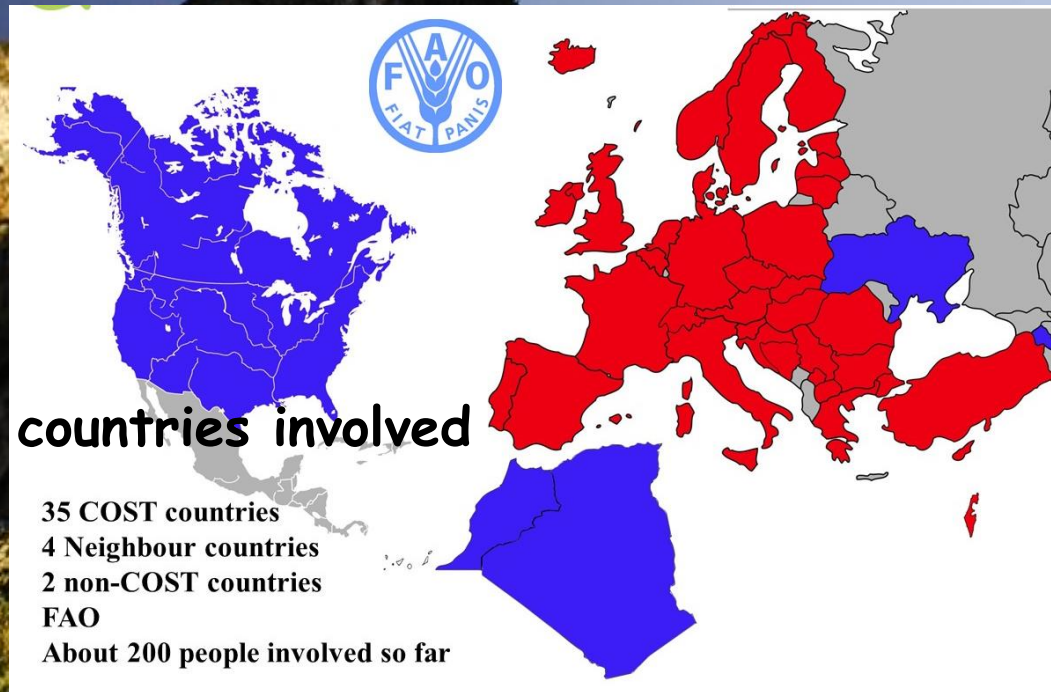 F A O
FIAT PANIS
countries involved
35 COST countries
4 Neighbour countries
2 non-COST countries
FAO
About 200 people involved so far